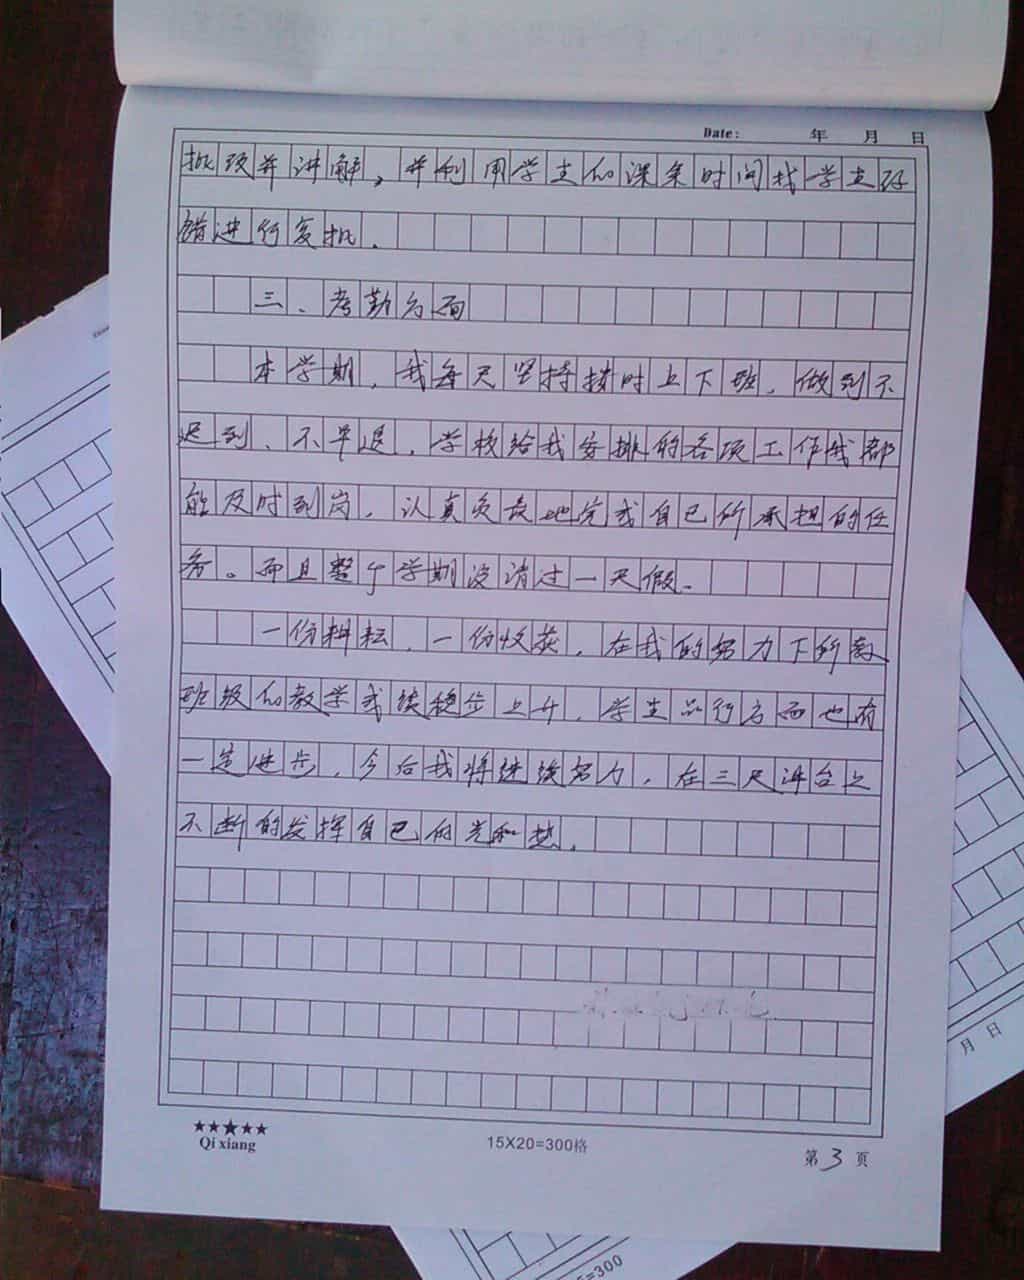 Date: 年 月 日
批改并讲解，并利用学生的课余时间找学生改
错进行复批.
三、考勤方面
本学期，我每天坚持按时上下班，做到不
迟到、不早退，学校给我安排的各项工作我都
能及时到岗，认真负责地完成自己所承担的任
务。而且整个学期没请过一天假.
一份耕耘，一份收获，在我的努力下所教
班级的教学成绩稳步上升，学生品行方面也有
一定进步，今后我将继续努力，在三尺讲台上
不断的发挥自己的光和热.
★★★★★
Qi xiang
15X20=300格
第 3 页
月 日
=300